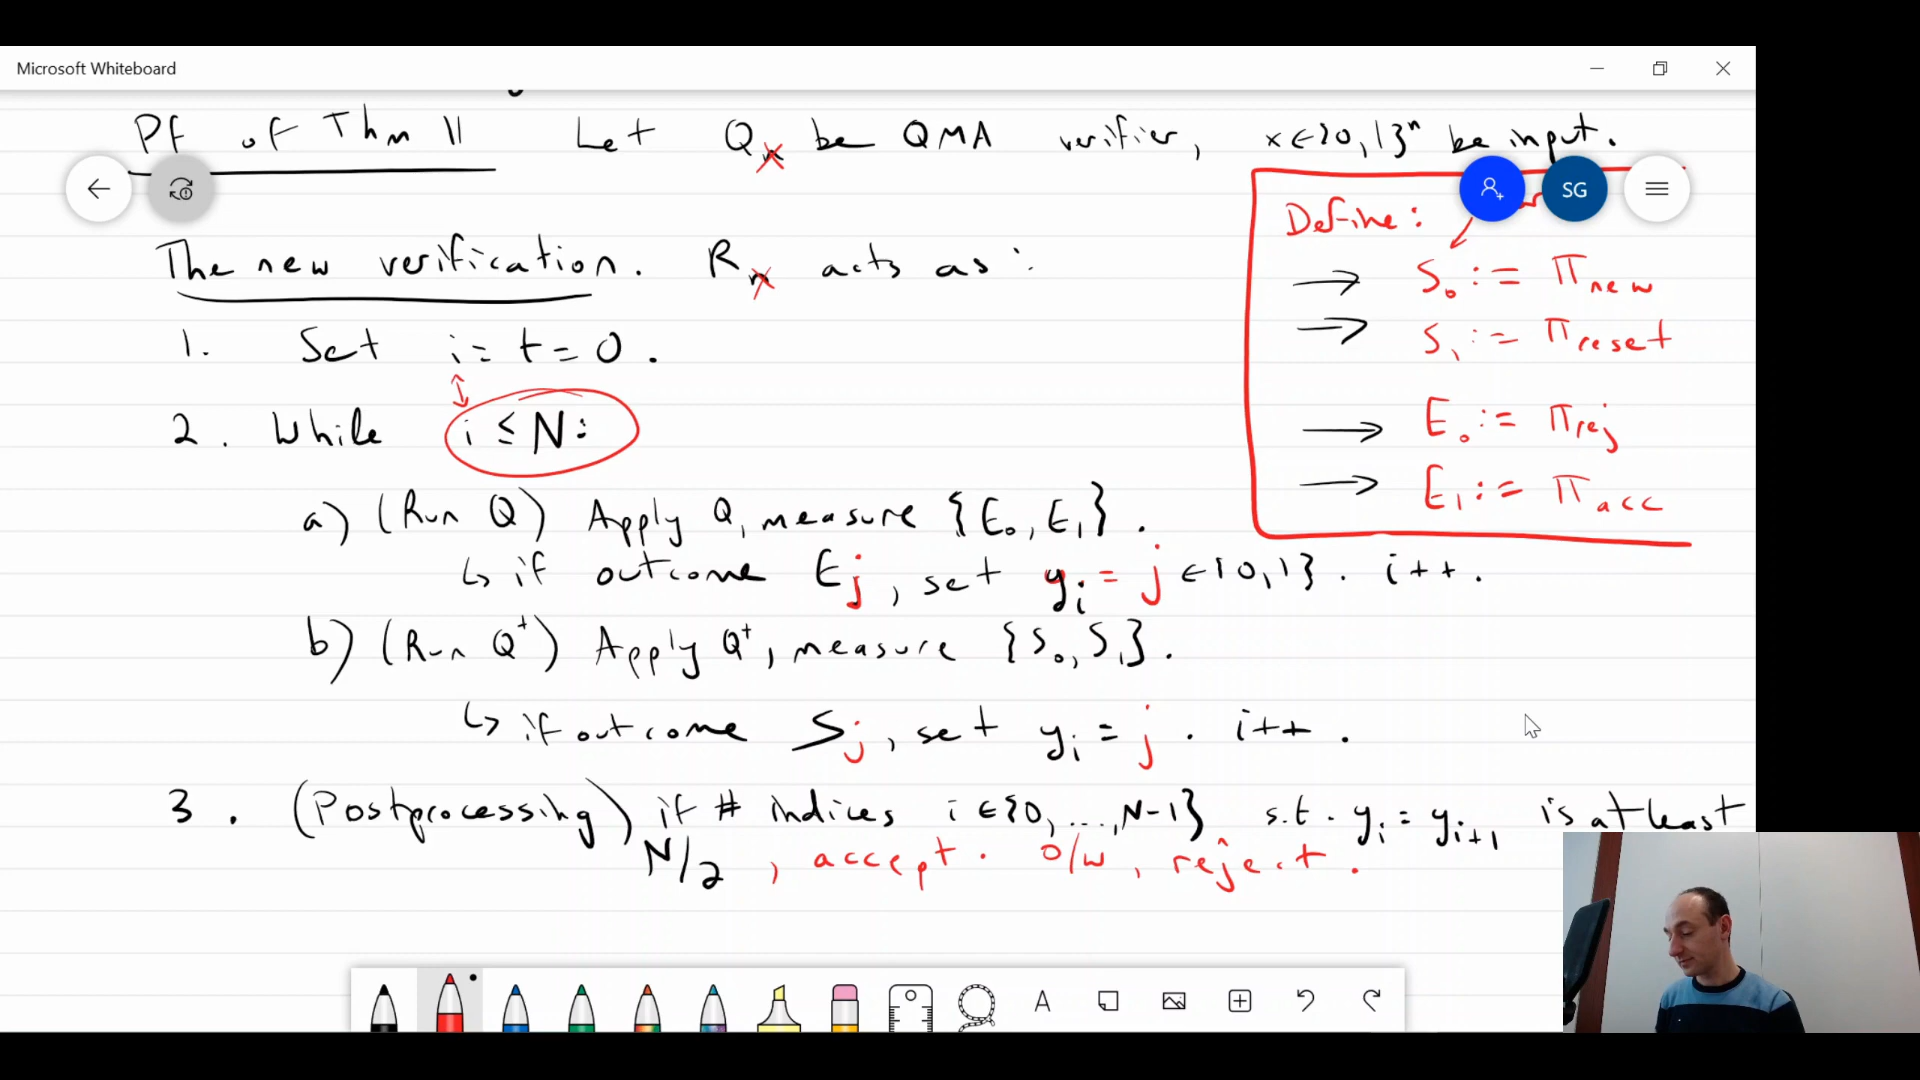 Microsoft Whiteboard
Pf of Thm 11 Let Qₙ be QMA verifier, x∈{0,1}ⁿ be input.
SG
Define:
The new verification. Rₙ acts as:
S₀ := Πnew
S₁ := Πreset
1. Set i = t = 0.
E₀ := Πrej
2. While i ≤ N:
E₁ := Πacc
a) (Run Q) Apply Q, measure {E₀, E₁}.
↳ if outcome Ej, set yᵢ = j ∈ {0,1}. i++.
b) (Run Q†) Apply Q†, measure {S₀, S₁}.
↳ if outcome Sj, set yᵢ = j. i++.
3. (Postprocessing) if # indices i∈{0,...,N-1} s.t. yᵢ = yᵢ₊₁ is at least
N/2, accept. o/w, reject.
A